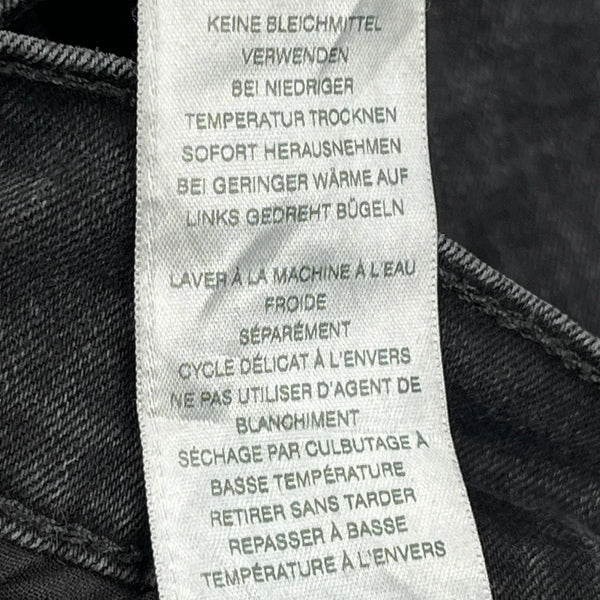 KEINE BLEICHMITTEL
VERWENDEN
BEI NIEDRIGER
TEMPERATUR TROCKNEN
SOFORT HERAUSNEHMEN
BEI GERINGER WÄRME AUF
LINKS GEDREHT BÜGELN
LAVER À LA MACHINE À L'EAU
FROIDE
SÉPARÉMENT
CYCLE DÉLICAT À L'ENVERS
NE PAS UTILISER D'AGENT DE
BLANCHIMENT
SÉCHAGE PAR CULBUTAGE À
BASSE TEMPÉRATURE
RETIRER SANS TARDER
REPASSER À BASSE
TEMPÉRATURE À L'ENVERS